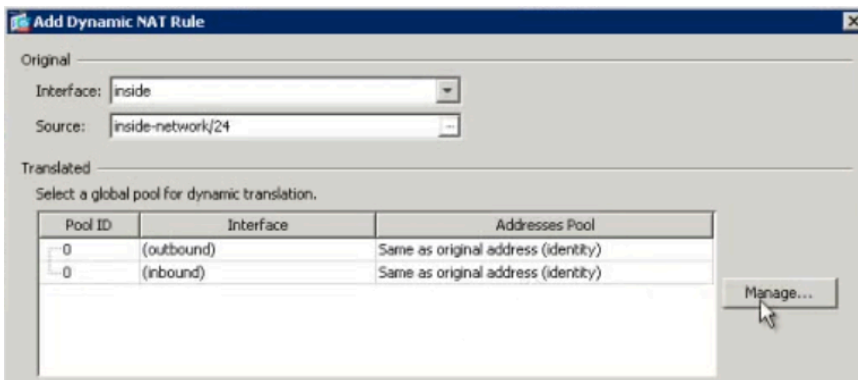 Add Dynamic NAT Rule
Original
Interface: inside
Source: inside-network/24
Translated
Select a global pool for dynamic translation.
Pool ID Interface Addresses Pool
0 (outbound) Same as original address (identity)
0 (inbound) Same as original address (identity)
Manage...